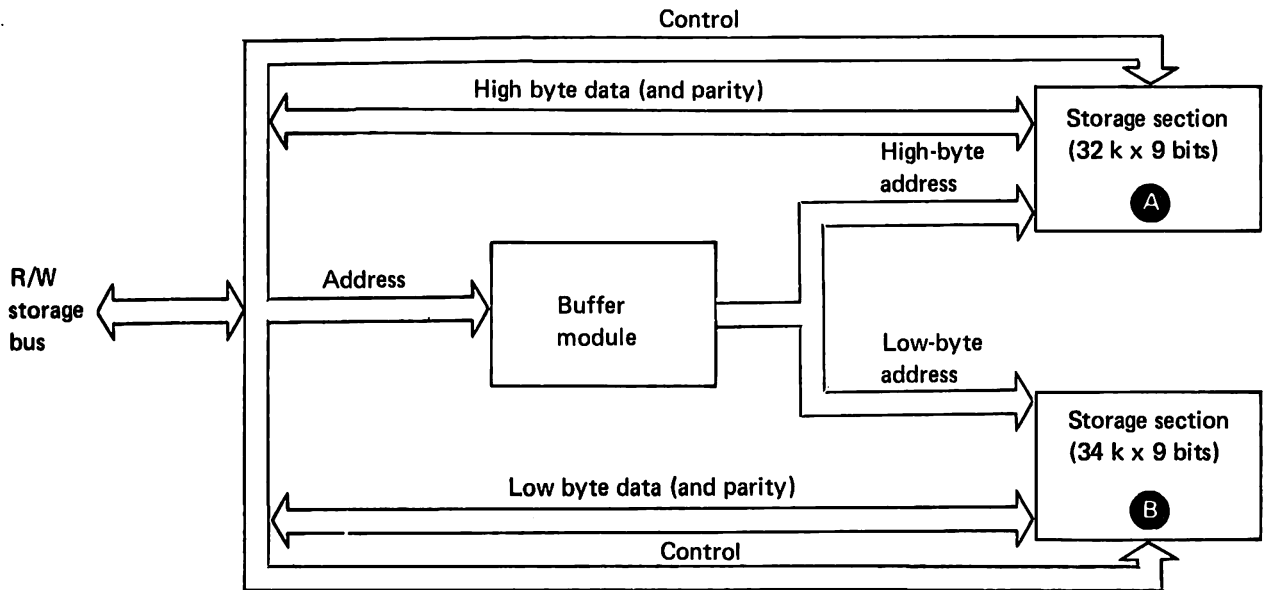 Control
High byte data (and parity)
Storage section
(32 k x 9 bits)
A
High-byte
address
R/W
storage
bus
Address
Buffer
module
Low-byte
address
Storage section
(34 k x 9 bits)
B
Low byte data (and parity)
Control